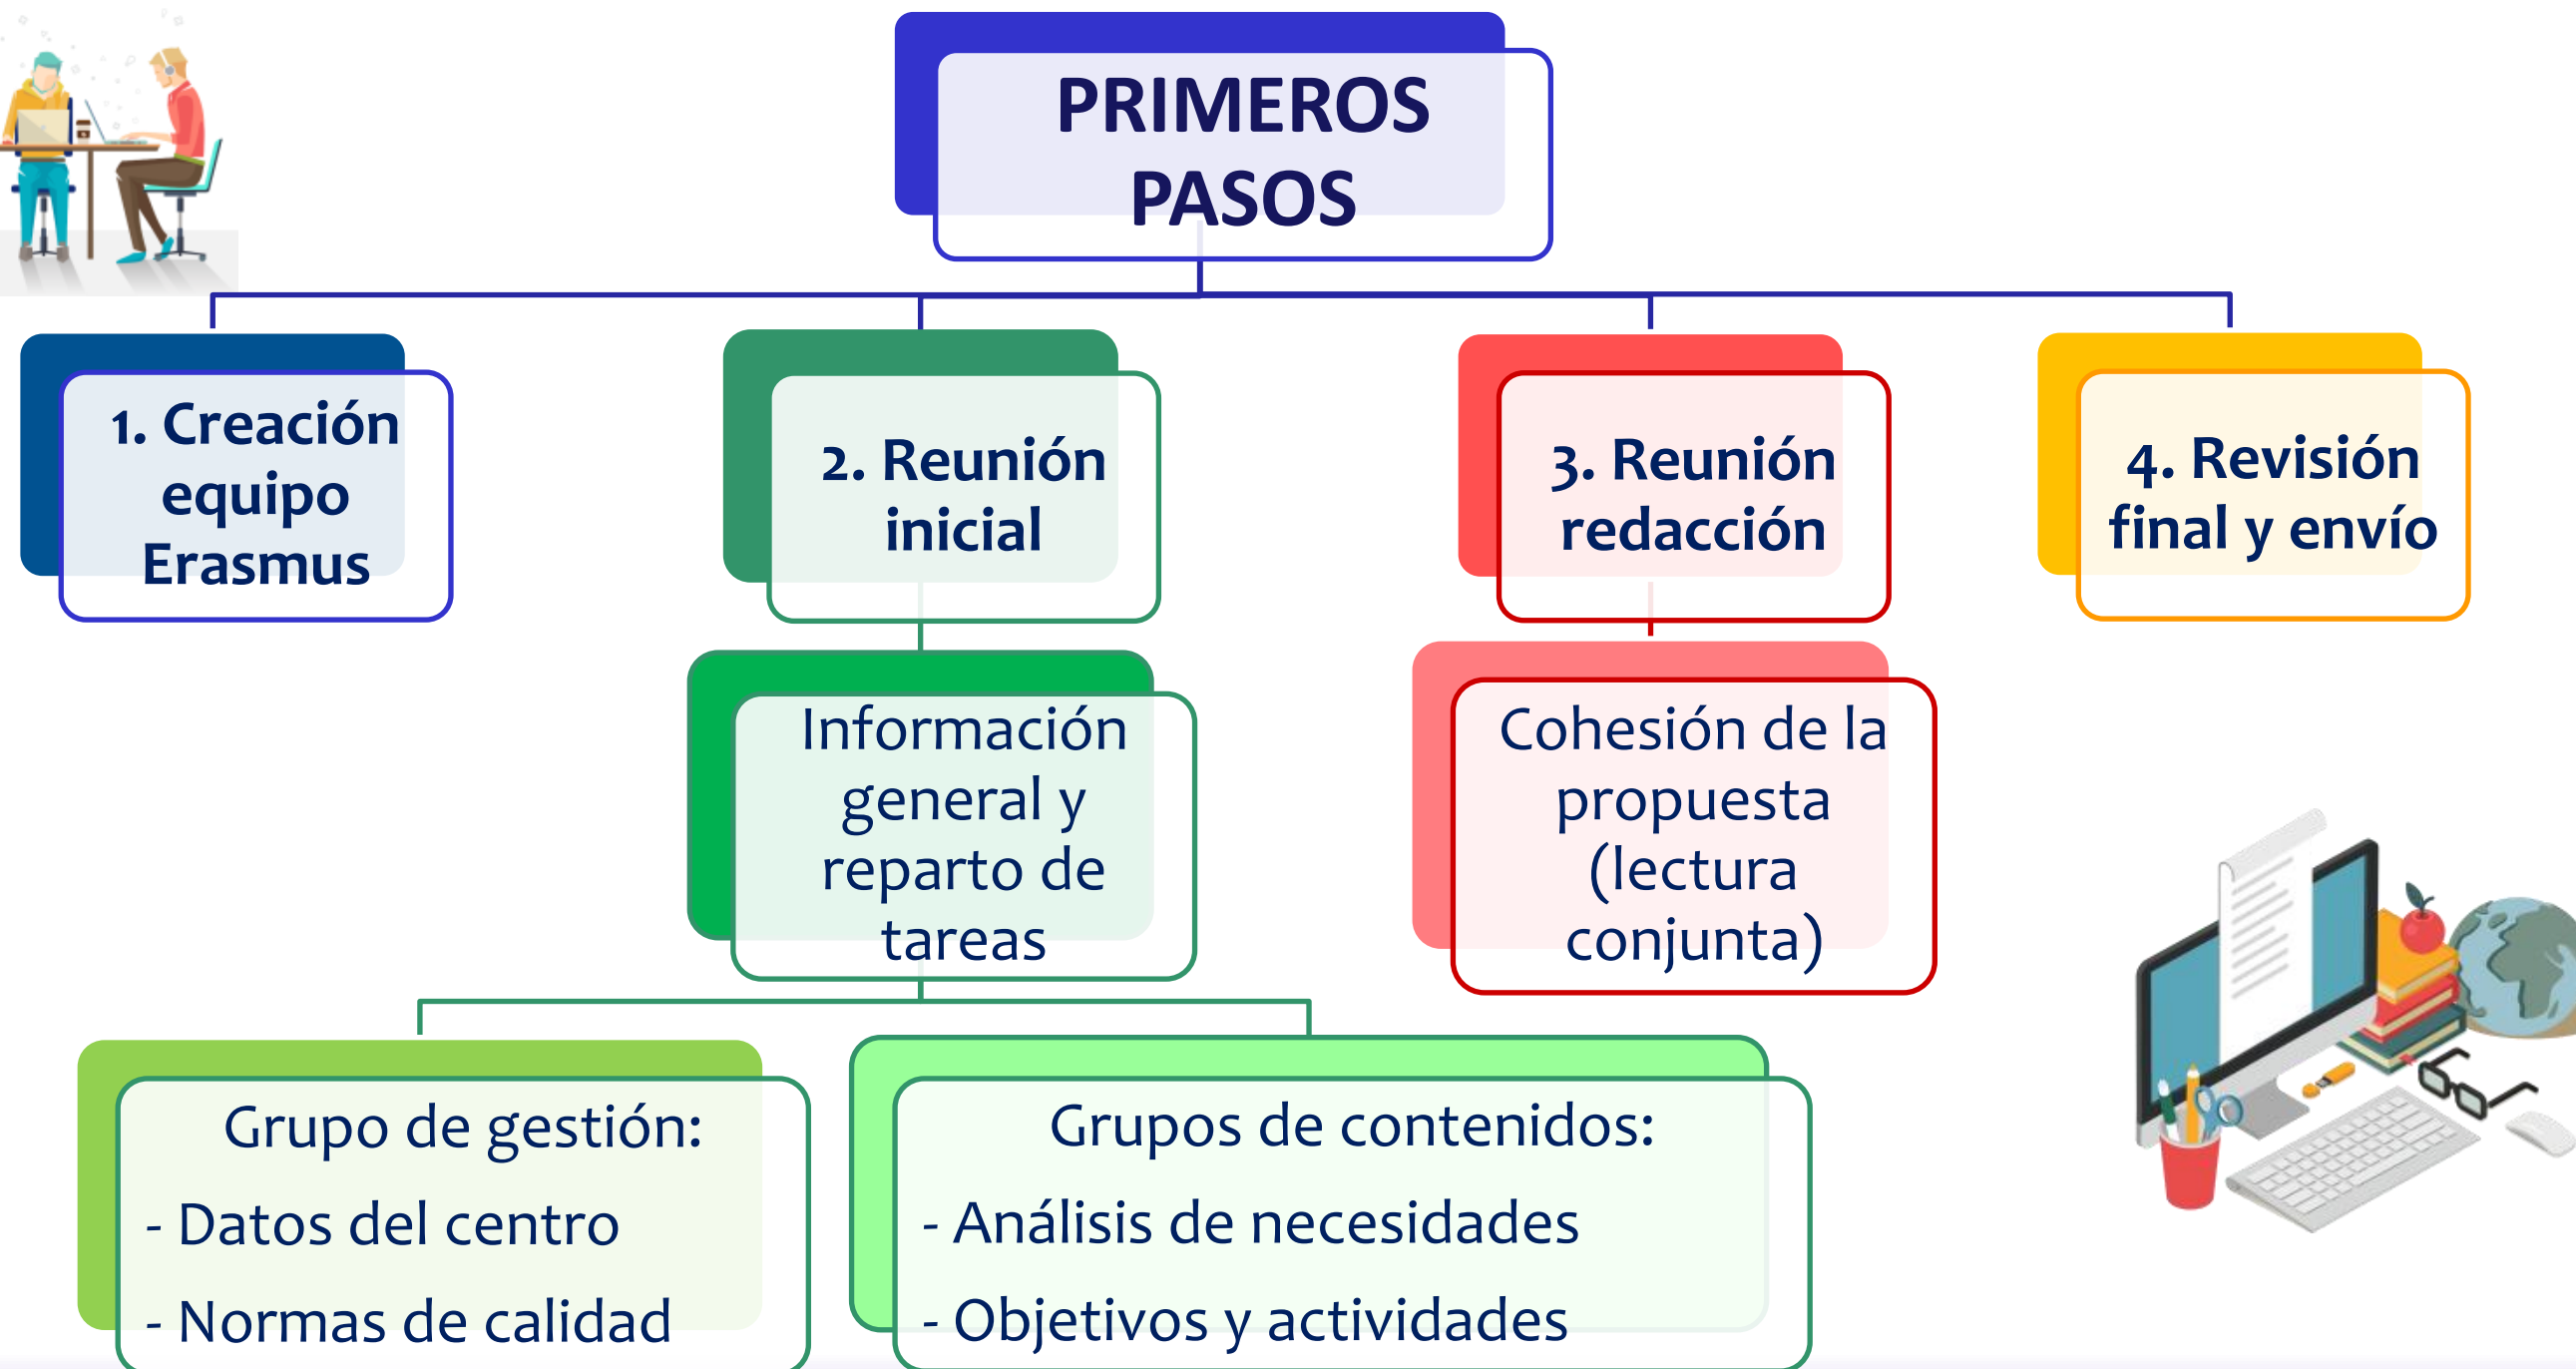 PRIMEROS
PASOS
1. Creación
equipo
Erasmus
2. Reunión
inicial
3. Reunión
redacción
4. Revisión
final y envío
Información
general y
reparto de
tareas
Cohesión de la
propuesta
(lectura
conjunta)
Grupo de gestión:
- Datos del centro
- Normas de calidad
Grupos de contenidos:
- Análisis de necesidades
- Objetivos y actividades